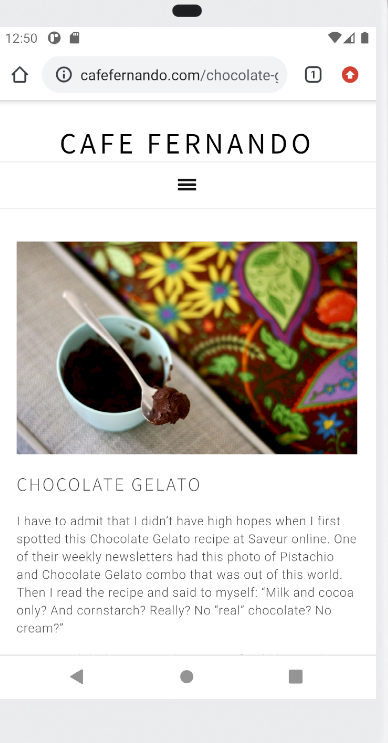 12:50
cafefernando.com/chocolate-g
1
CAFE FERNANDO
CHOCOLATE GELATO
I have to admit that I didn’t have high hopes when I first
spotted this Chocolate Gelato recipe at Saveur online. One
of their weekly newsletters had this photo of Pistachio
and Chocolate Gelato combo that was out of this world.
Then I read the recipe and said to myself: “Milk and cocoa
only? And cornstarch? Really? No “real” chocolate? No
cream?”